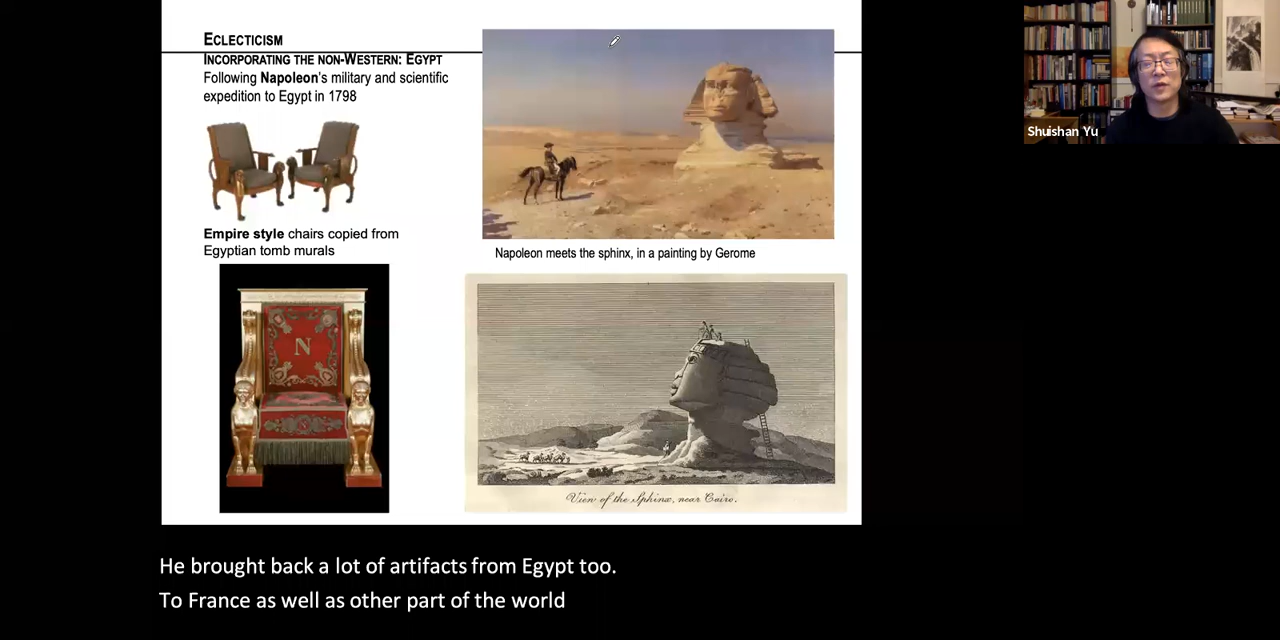 ECLECTICISM
INCORPORATING THE NON-WESTERN: EGYPT
Following Napoleon's military and scientific
expedition to Egypt in 1798
Empire style chairs copied from
Egyptian tomb murals
N
Napoleon meets the sphinx, in a painting by Gerome
View of the Sphinx, near Cairo.
Shuishan Yu
He brought back a lot of artifacts from Egypt too.
To France as well as other part of the world